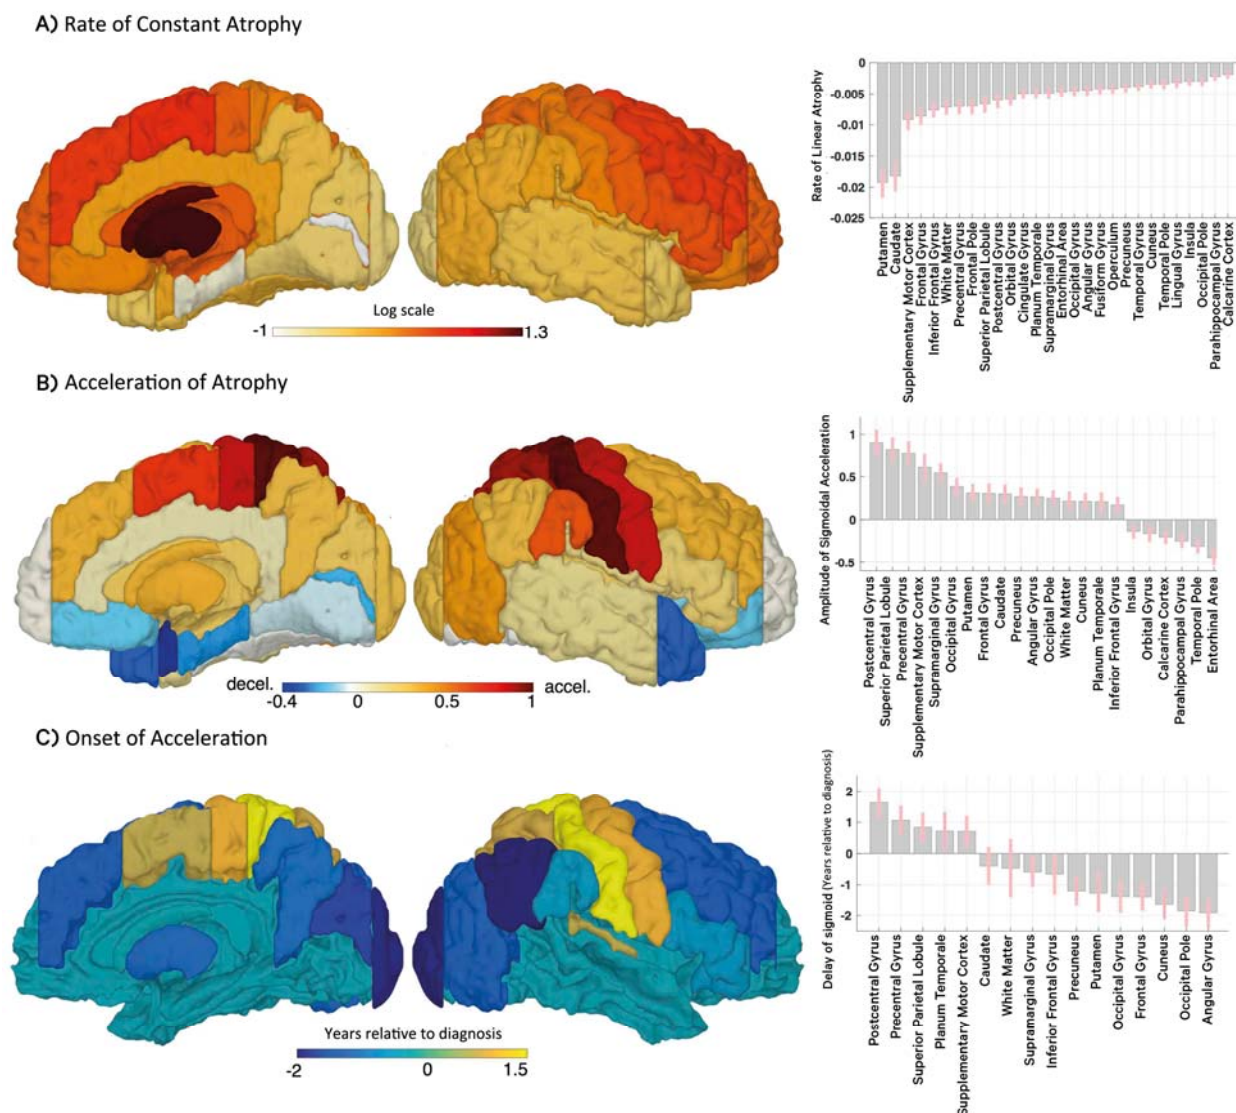 A) Rate of Constant Atrophy
Log scale
-1
1.3
Rate of Linear Atrophy
0
-0.005
-0.01
-0.015
-0.02
-0.025
Putamen
Caudate
Supplementary Motor Cortex
Frontal Gyrus
Inferior Frontal Gyrus
White Matter
Precentral Gyrus
Frontal Pole
Superior Parietal Lobule
Postcentral Gyrus
Orbital Gyrus
Cingulate Gyrus
Planum Temporale
Supramarginal Gyrus
Entorhinal Area
Occipital Gyrus
Angular Gyrus
Fusiform Gyrus
Operculum
Precuneus
Temporal Gyrus
Cuneus
Temporal Pole
Lingual Gyrus
Insula
Occipital Pole
Parahippocampal Gyrus
Calcarine Cortex
B) Acceleration of Atrophy
decel.
accel.
-0.4
0
0.5
1
Amplitude of Sigmoidal Acceleration
1
0.5
0
-0.5
Postcentral Gyrus
Superior Parietal Lobule
Precentral Gyrus
Supplementary Motor Cortex
Supramarginal Gyrus
Occipital Gyrus
Putamen
Frontal Gyrus
Caudate
Precuneus
Angular Gyrus
Occipital Pole
White Matter
Cuneus
Planum Temporale
Inferior Frontal Gyrus
Insula
Orbital Gyrus
Calcarine Cortex
Parahippocampal Gyrus
Temporal Pole
Entorhinal Area
C) Onset of Acceleration
Years relative to diagnosis
-2
0
1.5
Delay of sigmoid (Years relative to diagnosis)
2
1
0
-1
-2
Postcentral Gyrus
Precentral Gyrus
Superior Parietal Lobule
Planum Temporale
Supplementary Motor Cortex
Caudate
White Matter
Supramarginal Gyrus
Inferior Frontal Gyrus
Precuneus
Putamen
Occipital Gyrus
Frontal Gyrus
Cuneus
Occipital Pole
Angular Gyrus